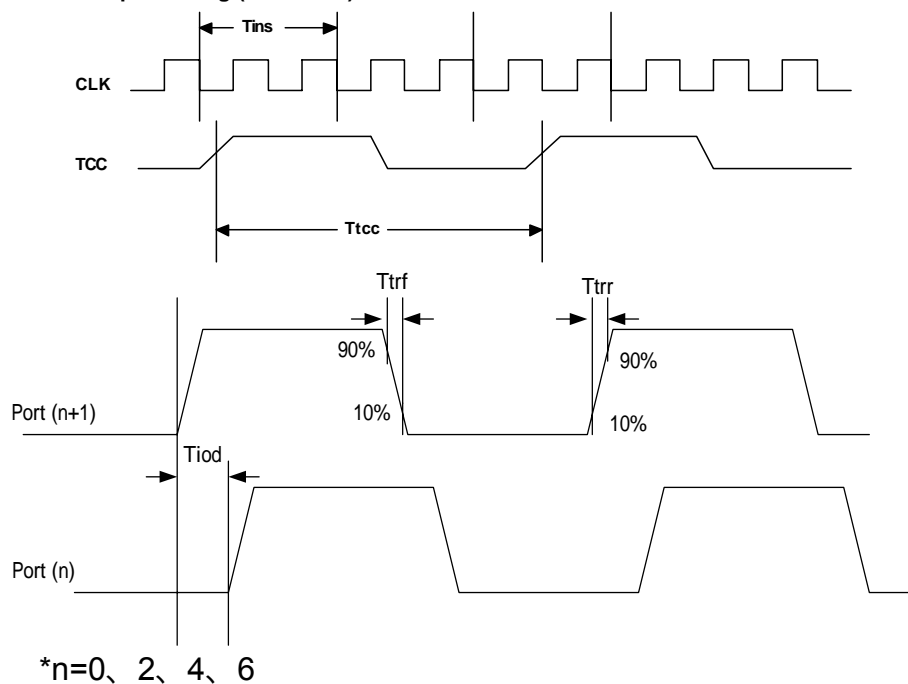 Tins
CLK
TCC
Ttcc
Ttrf
Ttrr
90%
90%
Port (n+1)
10%
10%
Tiod
Port (n)
*n=0、2、4、6